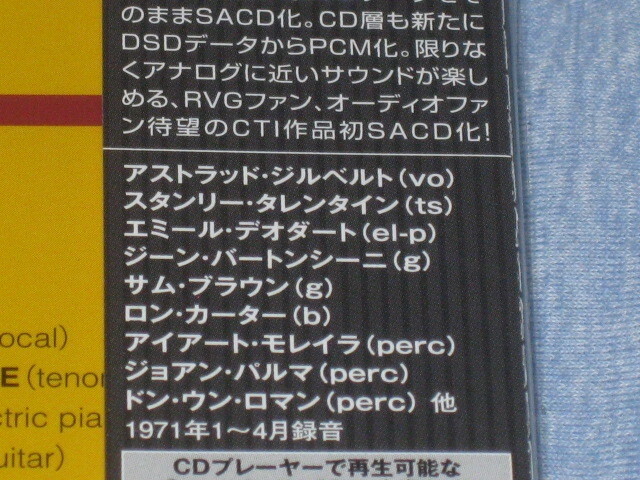 のままSACD化。CD層も新たに
DSDデータからPCM化。限りな
くアナログに近いサウンドが楽し
める、RVGファン、オーディオファ
ン待望のCTI作品初SACD化!
アストラッド・ジルベルト(vo)
スタンリー・タレンタイン(ts)
エミール・デオダート(el-p)
ジーン・バートンシーニ(g)
サム・ブラウン(g)
ロン・カーター(b)
アイアート・モレイラ(perc)
ジョアン・パルマ(perc)
ドン・ウン・ロマン(perc) 他
1971年1〜4月録音
CDプレーヤーで再生可能な
ocal)
E (tenor
ctric pia
uitar)